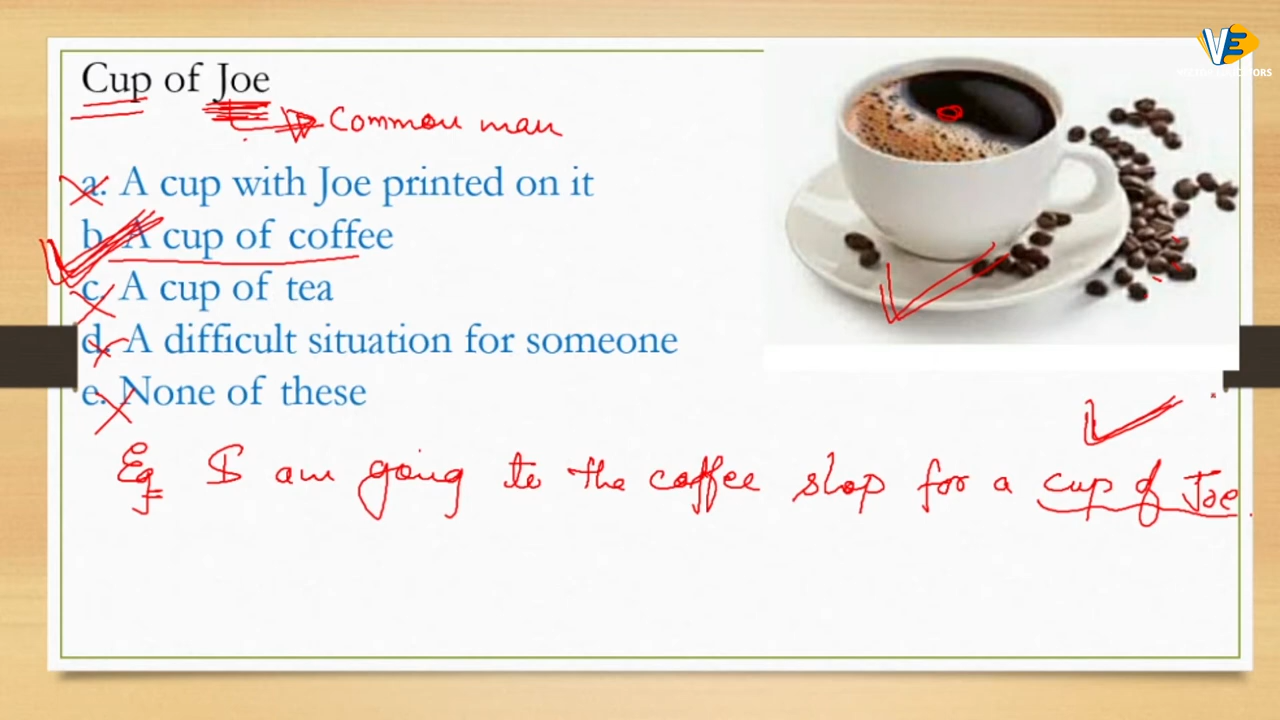 Cup of Joe
Common man
a. A cup with Joe printed on it
b. A cup of coffee
c. A cup of tea
d. A difficult situation for someone
e. None of these
Eg I am going to the coffee shop for a cup of Joe.
VE